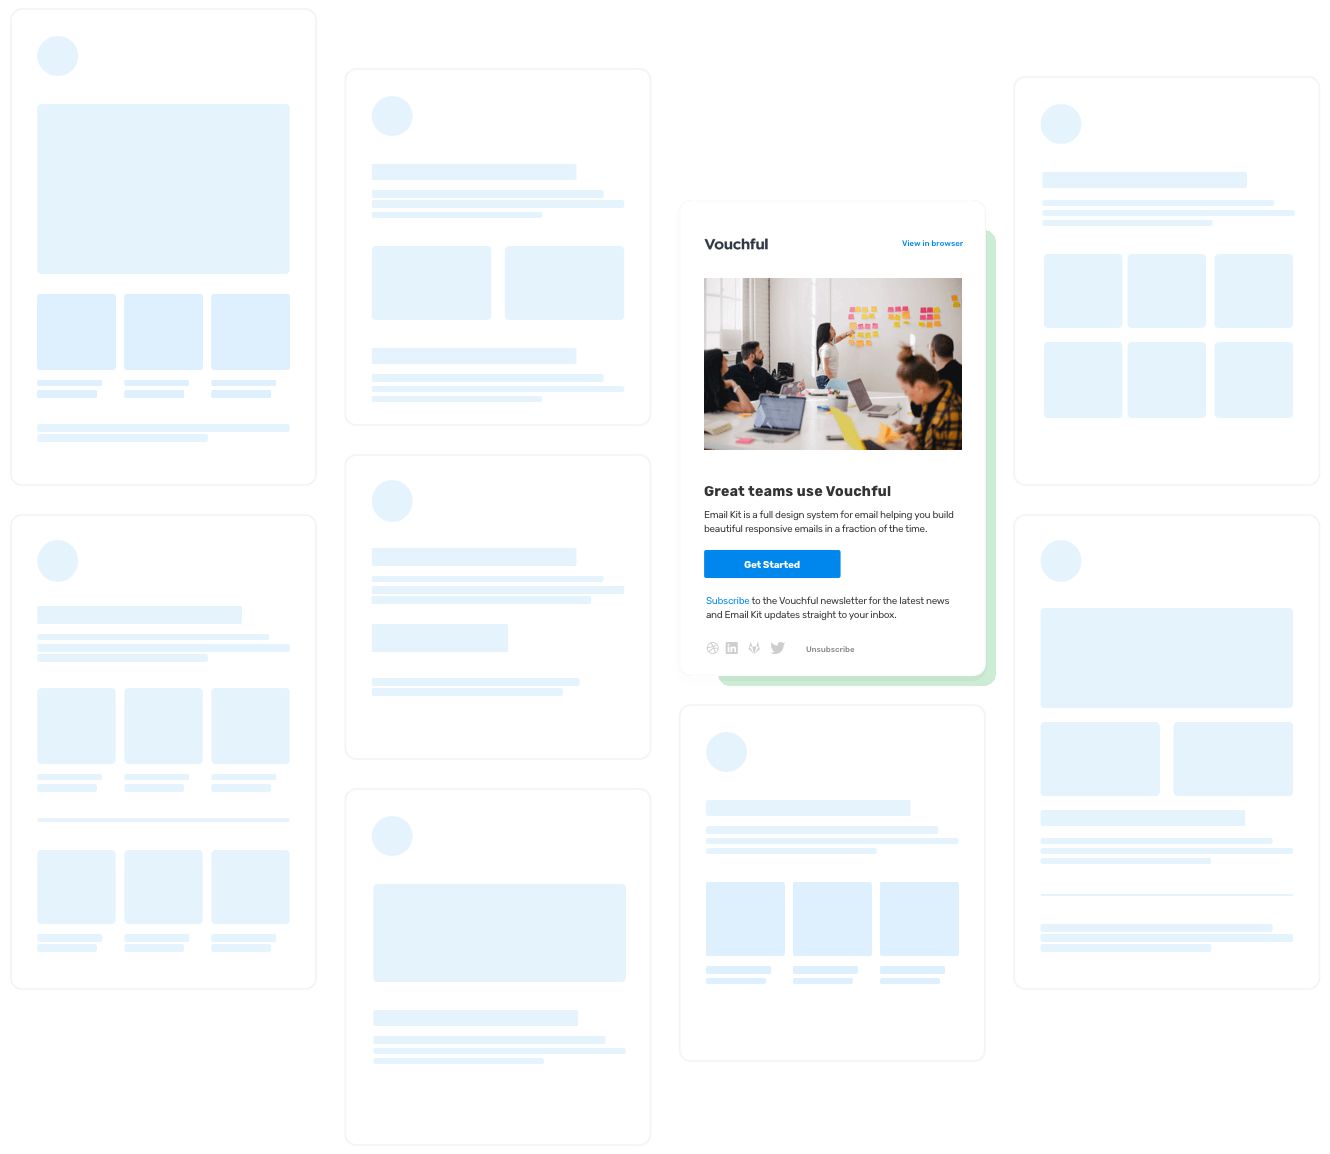 Vouchful
View in browser
Great teams use Vouchful
Email Kit is a full design system for email helping you build
beautiful responsive emails in a fraction of the time.
Get Started
Subscribe to the Vouchful newsletter for the latest news
and Email Kit updates straight to your inbox.
Unsubscribe